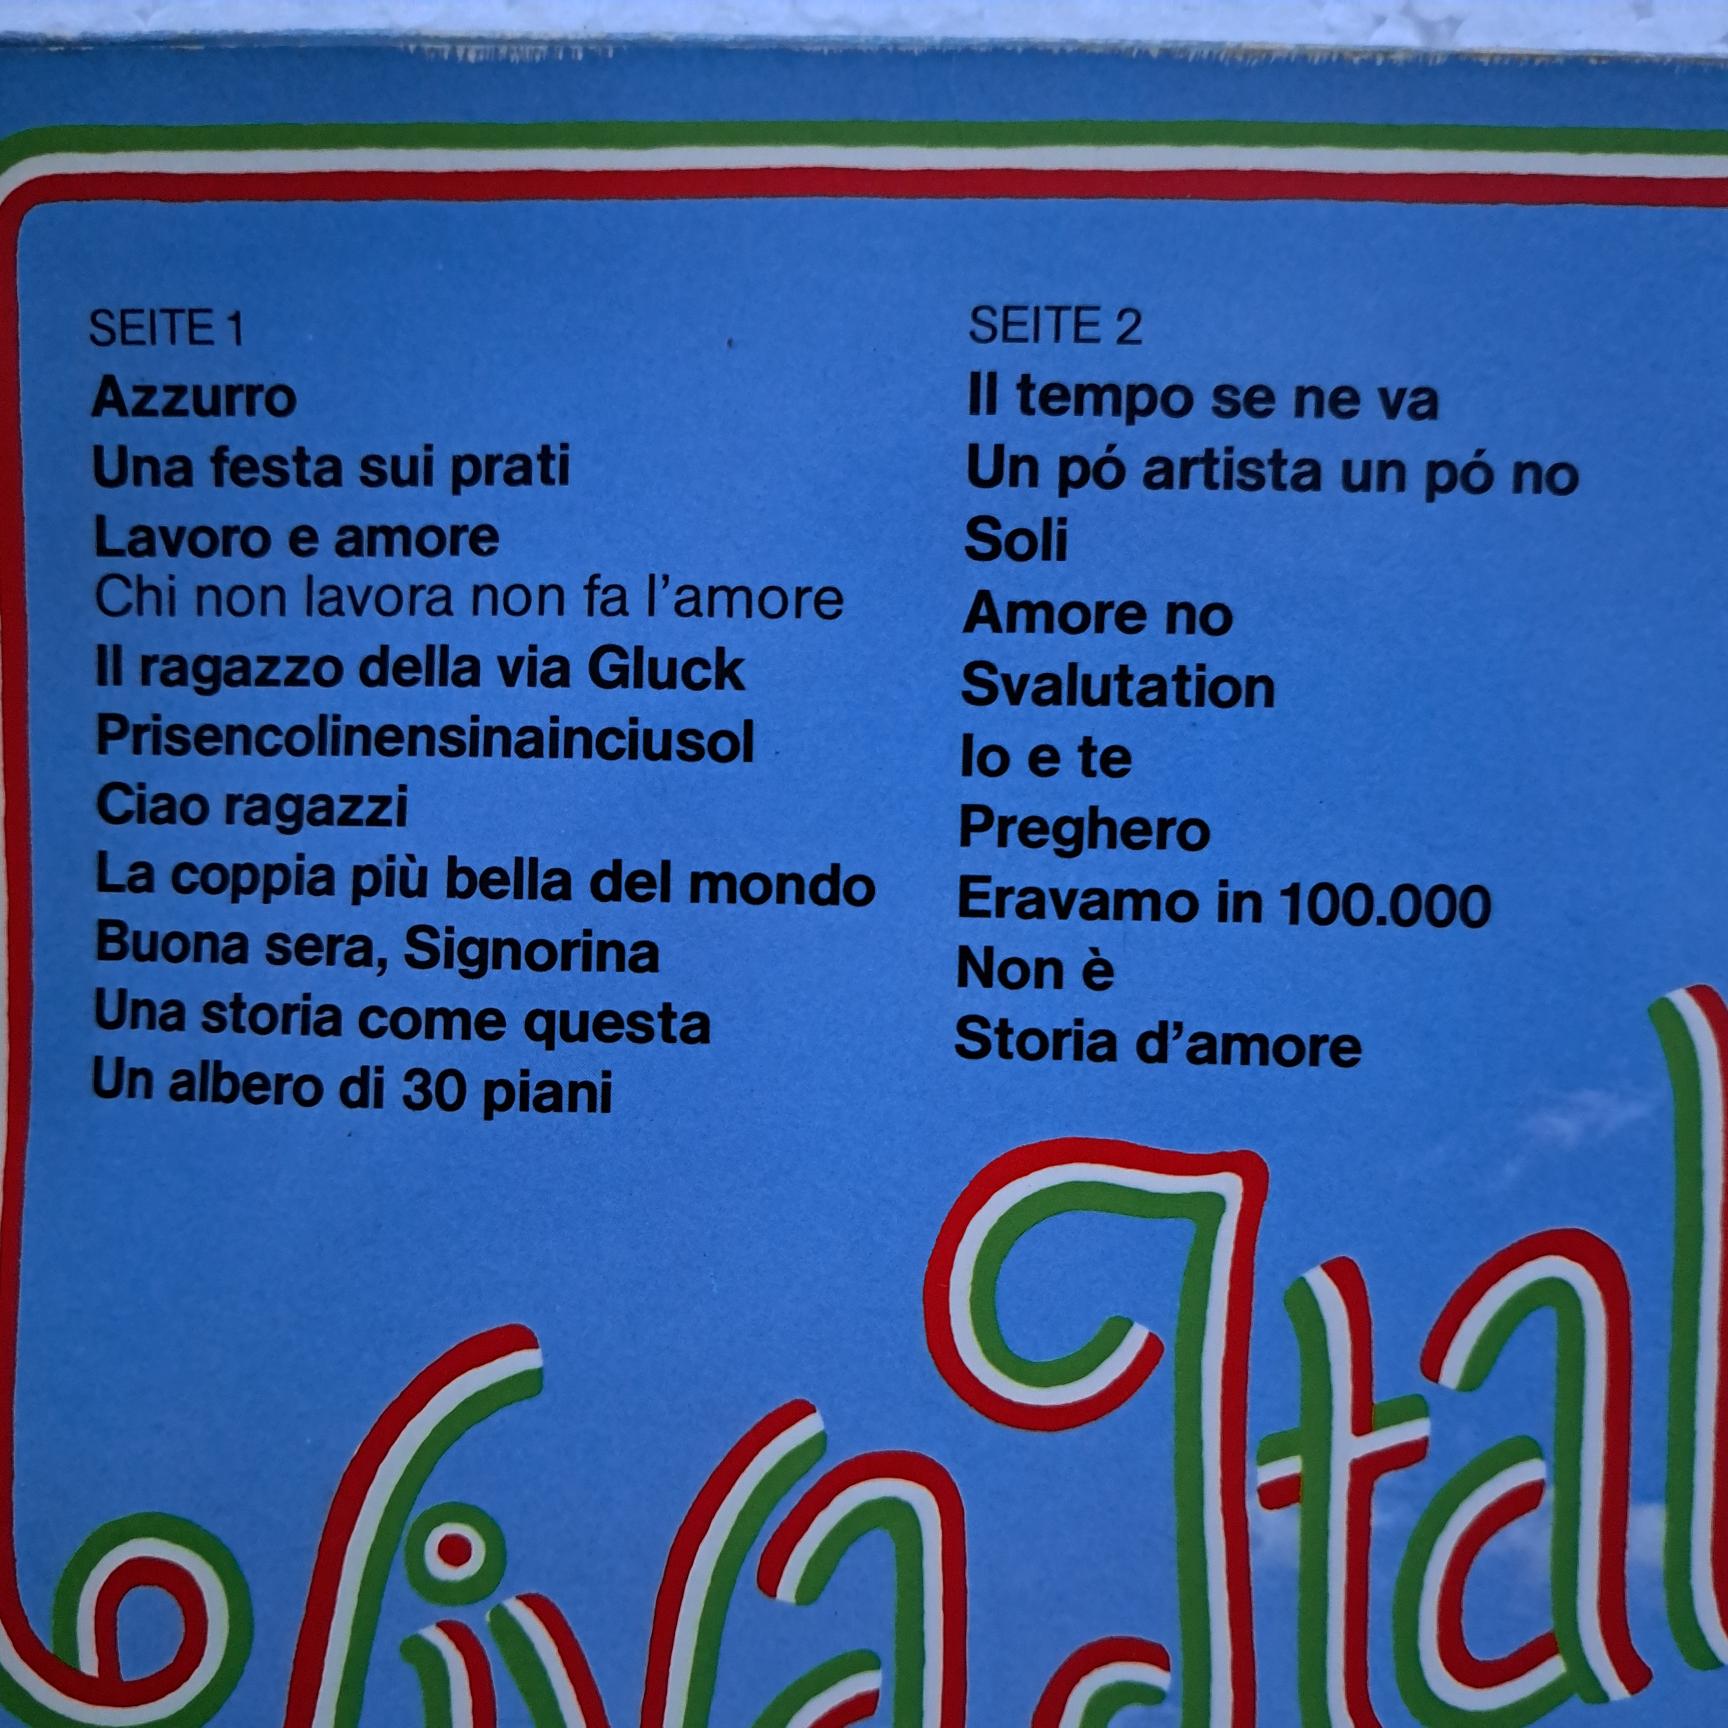 SEITE 1
Azzurro
Una festa sui prati
Lavoro e amore
Chi non lavora non fa l'amore
Il ragazzo della via Gluck
Prisencolinensinainciusol
Ciao ragazzi
La coppia più bella del mondo
Buona sera, Signorina
Una storia come questa
Un albero di 30 piani
SEITE 2
Il tempo se ne va
Un pó artista un pó no
Soli
Amore no
Svalutation
Io e te
Preghero
Eravamo in 100.000
Non è
Storia d'amore
Viva Ital